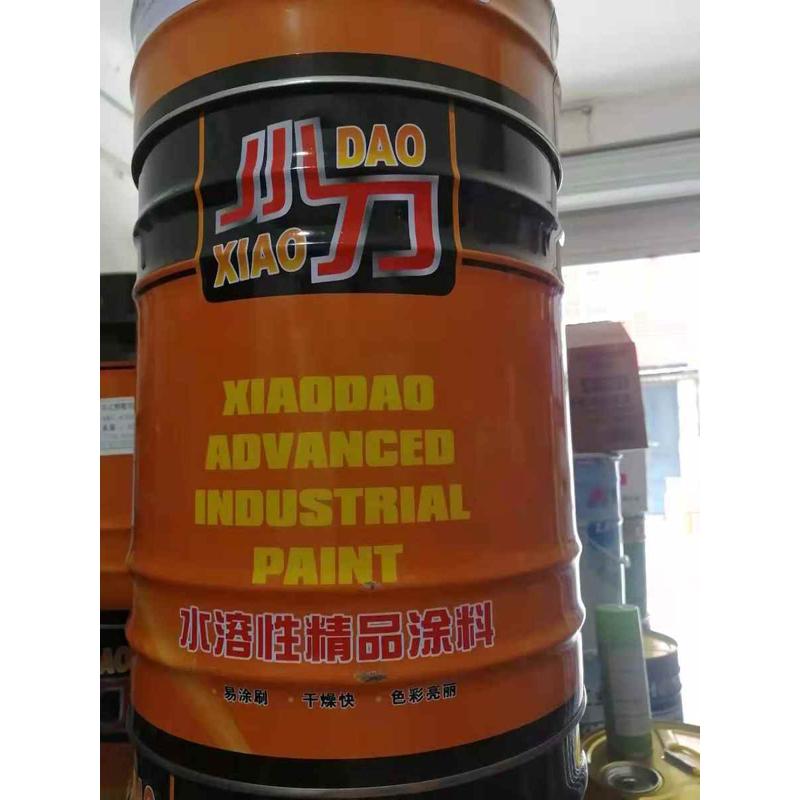 小刀
DAO
XIAO
XIAODAO
ADVANCED
INDUSTRIAL
PAINT
水溶性精品涂料
· 易涂刷 · 干燥快 · 色彩亮丽
DAO